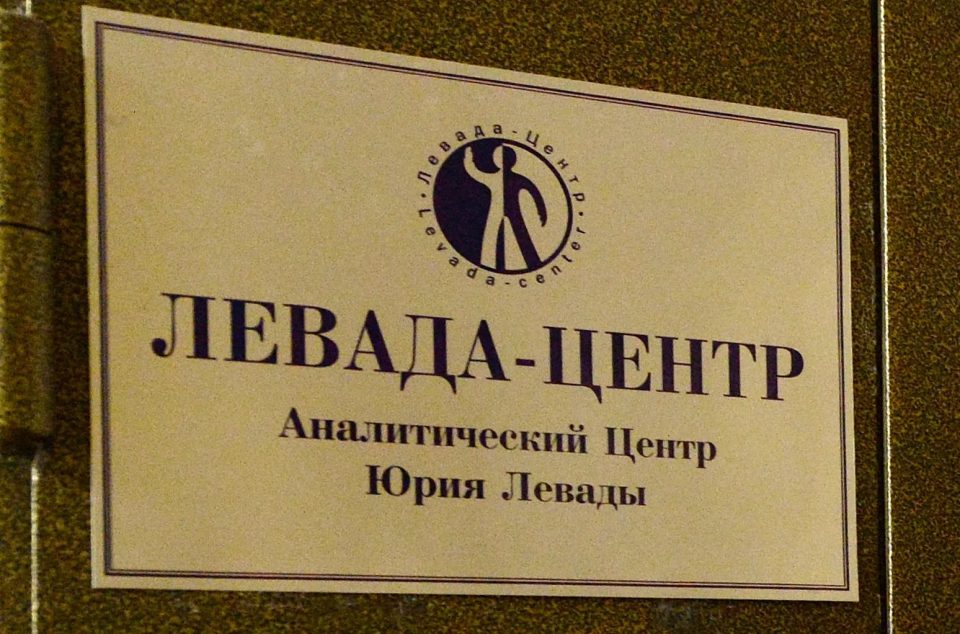 Левада-Центр
Levada-center
ЛЕВАДА-ЦЕНТР
Аналитический Центр
Юрия Левады